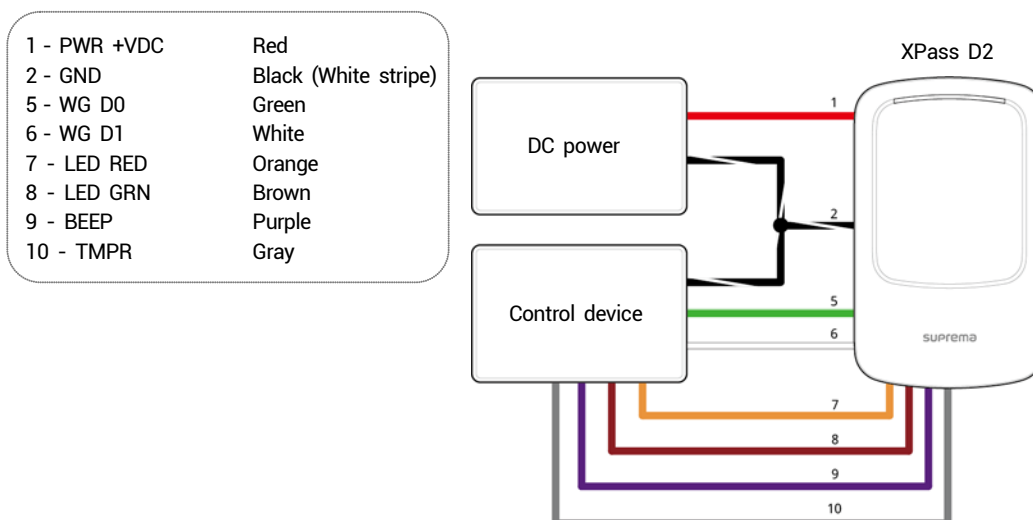 1 - PWR +VDC Red
2 - GND Black (White stripe)
5 - WG D0 Green
6 - WG D1 White
7 - LED RED Orange
8 - LED GRN Brown
9 - BEEP Purple
10 - TMPR Gray
XPass D2
DC power
1
2
Control device
5
6
suprema
7
8
9
10